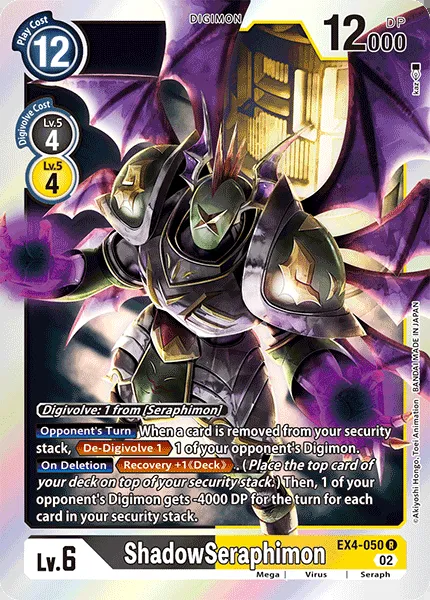 DIGIMON
Play Cost
12
12000
DP
Digivolve Cost
Lv.5
4
Lv.5
4
Digivolve: 1 from [Seraphimon]
Opponent's Turn When a card is removed from your security
stack, De-Digivolve 1 1 of your opponent's Digimon.
On Deletion Recovery +1《Deck》. (Place the top card of
your deck on top of your security stack.) Then, 1 of your
opponent's Digimon gets -4000 DP for the turn for each
card in your security stack.
Lv.6
ShadowSeraphimon
EX4-050 R
02
Mega | Virus | Seraph
©Akiyoshi Hongo, Toei Animation BANDAI MADE IN JAPAN